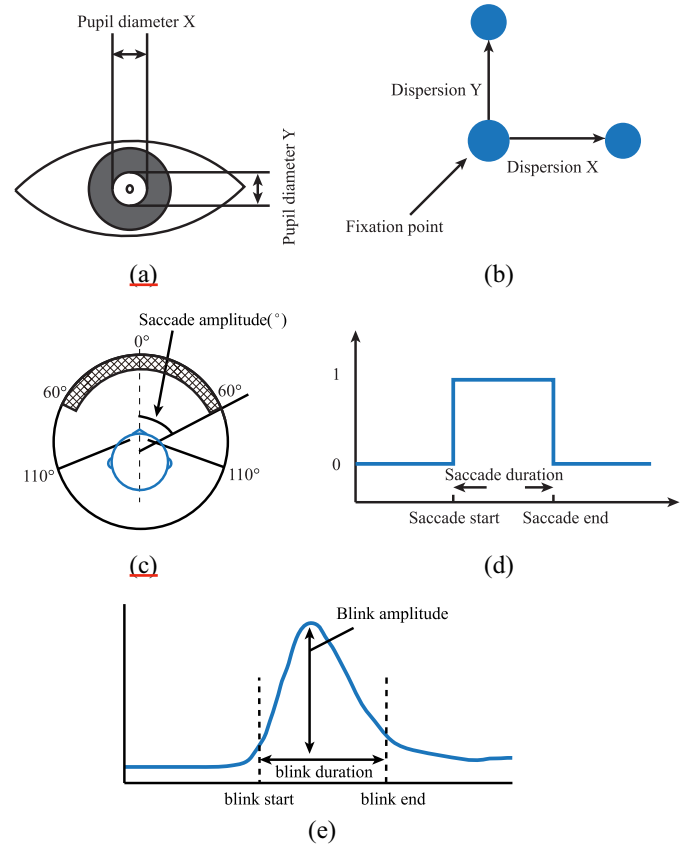 Pupil diameter X
Pupil diameter Y
(a)
Dispersion Y
Dispersion X
Fixation point
(b)
Saccade amplitude(°)
0°
60°
60°
110°
110°
(c)
1
0
Saccade duration
Saccade start
Saccade end
(d)
Blink amplitude
blink duration
blink start
blink end
(e)